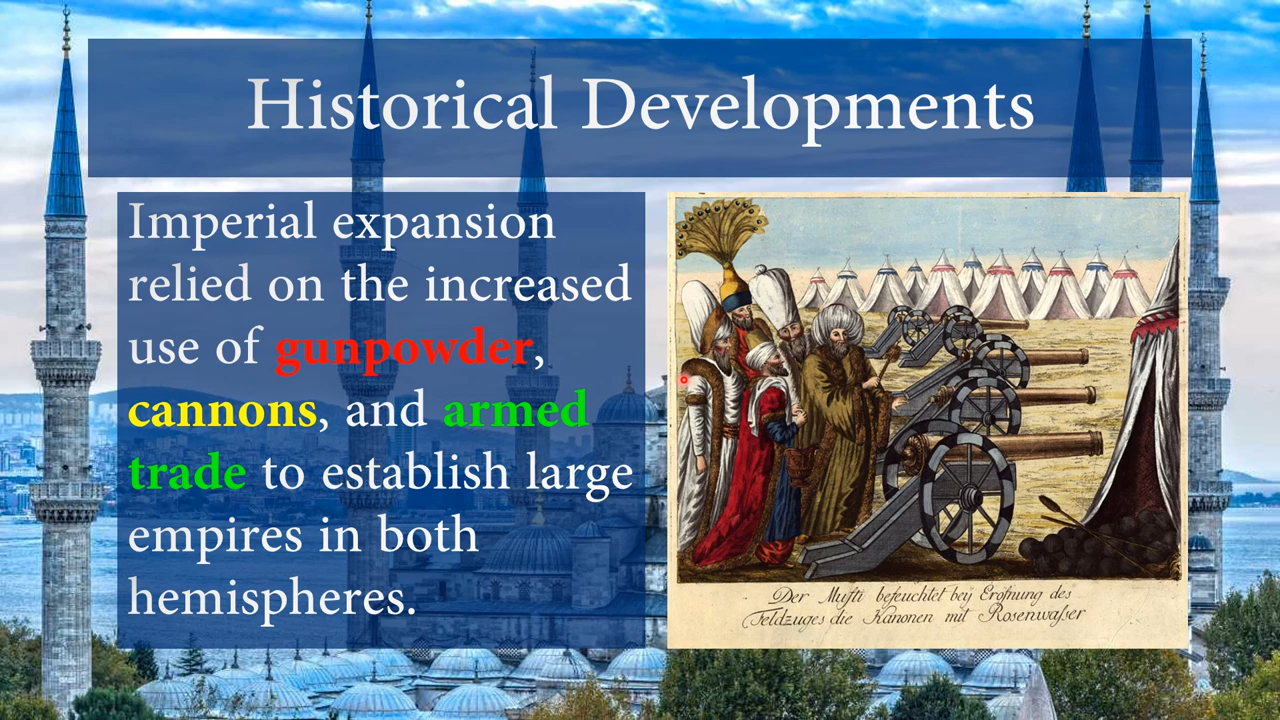 Historical Developments
Imperial expansion
relied on the increased
use of gunpowder,
cannons, and armed
trade to establish large
empires in both
hemispheres.
Der Mufti befeuchtet bey Eröfnung des
Feldzuges die Kanonen mit Rosenwaſser